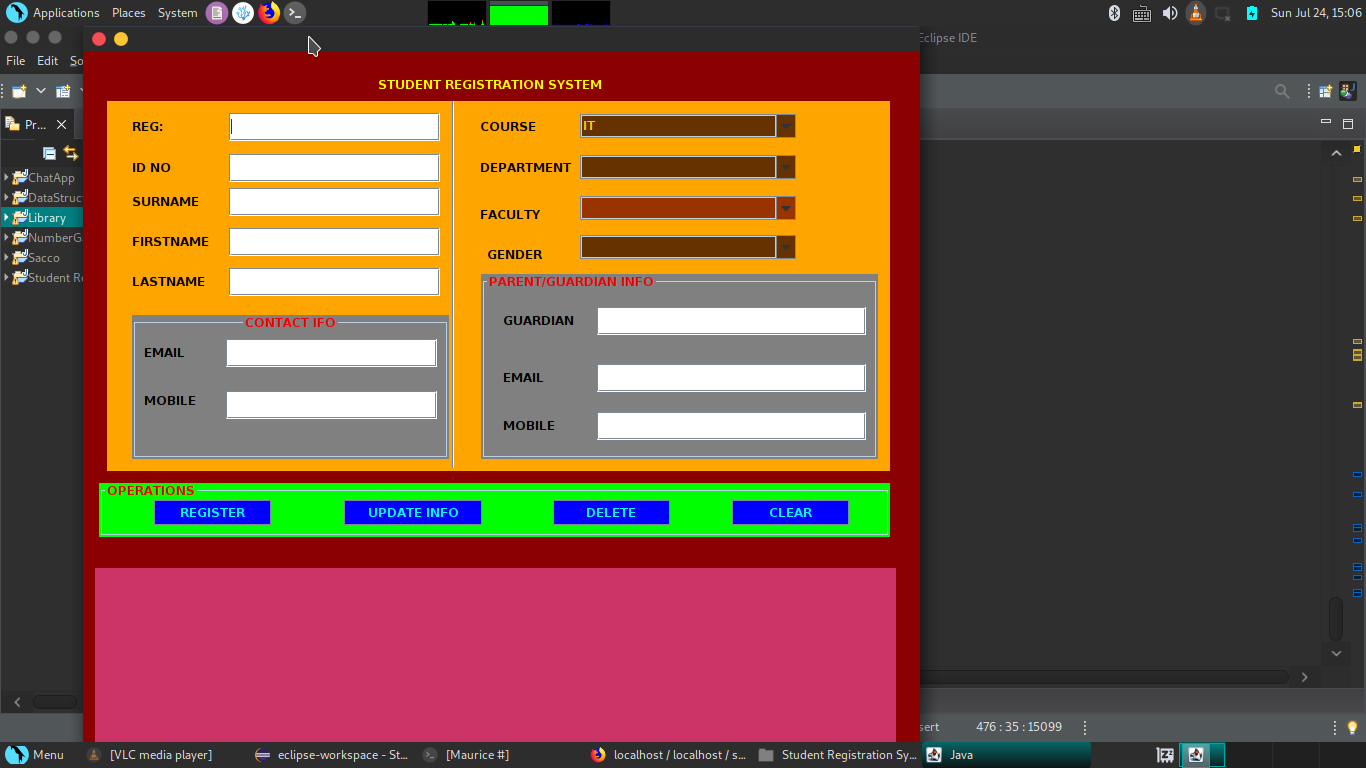 Applications Places System Sun Jul 24, 15:06
Eclipse IDE
File Edit So
STUDENT REGISTRATION SYSTEM
Pr...
REG:
COURSE IT
ID NO
DEPARTMENT
SURNAME
FACULTY
FIRSTNAME
GENDER
LASTNAME
PARENT/GUARDIAN INFO
CONTACT IFO
GUARDIAN
EMAIL
EMAIL
MOBILE
MOBILE
ChatApp
DataStruc
Library
NumberG
Sacco
Student Re
OPERATIONS
REGISTER UPDATE INFO DELETE CLEAR
sert 476 : 35 : 15099
Menu [VLC media player] eclipse-workspace - St... [Maurice #] localhost / localhost / s... Student Registration Sy... Java